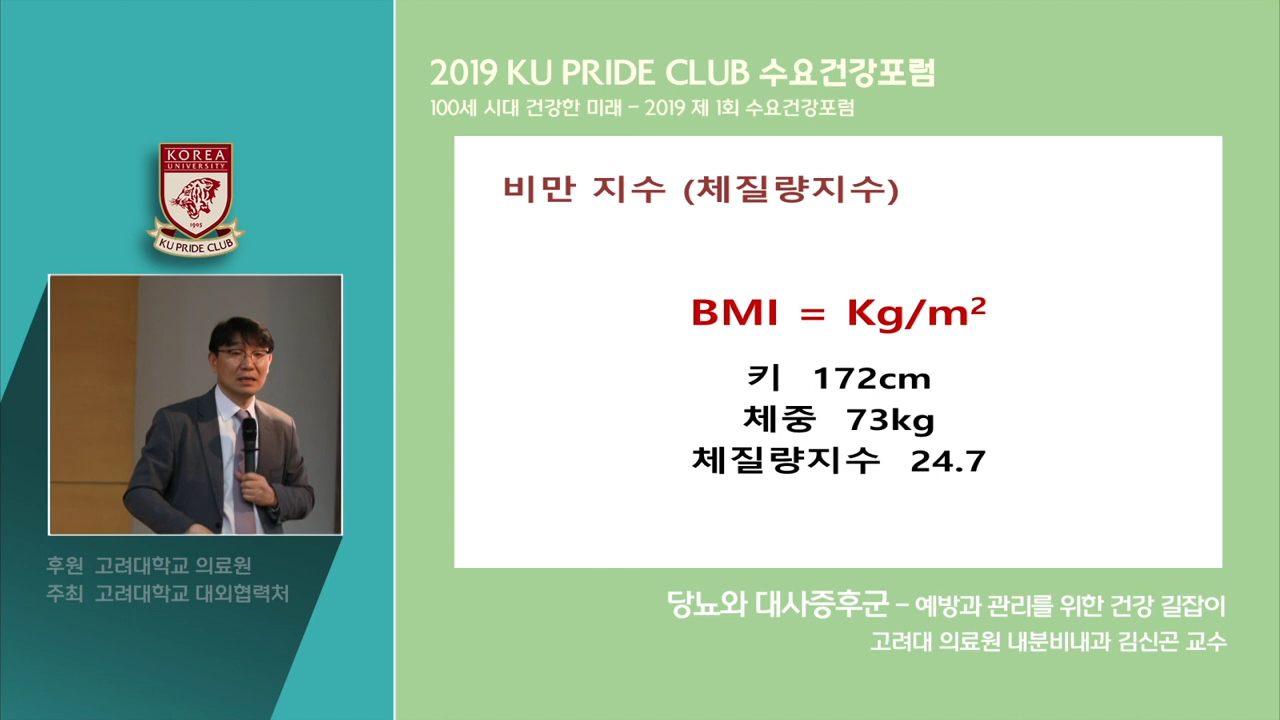 2019 KU PRIDE CLUB 수요건강포럼
100세 시대 건강한 미래 – 2019 제 1회 수요건강포럼
KOREA
UNIVERSITY
1905
KU PRIDE CLUB
비만 지수 (체질량지수)
BMI = Kg/m²
키 172cm
체중 73kg
체질량지수 24.7
후원 고려대학교 의료원
주최 고려대학교 대외협력처
당뇨와 대사증후군 – 예방과 관리를 위한 건강 길잡이
고려대 의료원 내분비내과 김신곤 교수